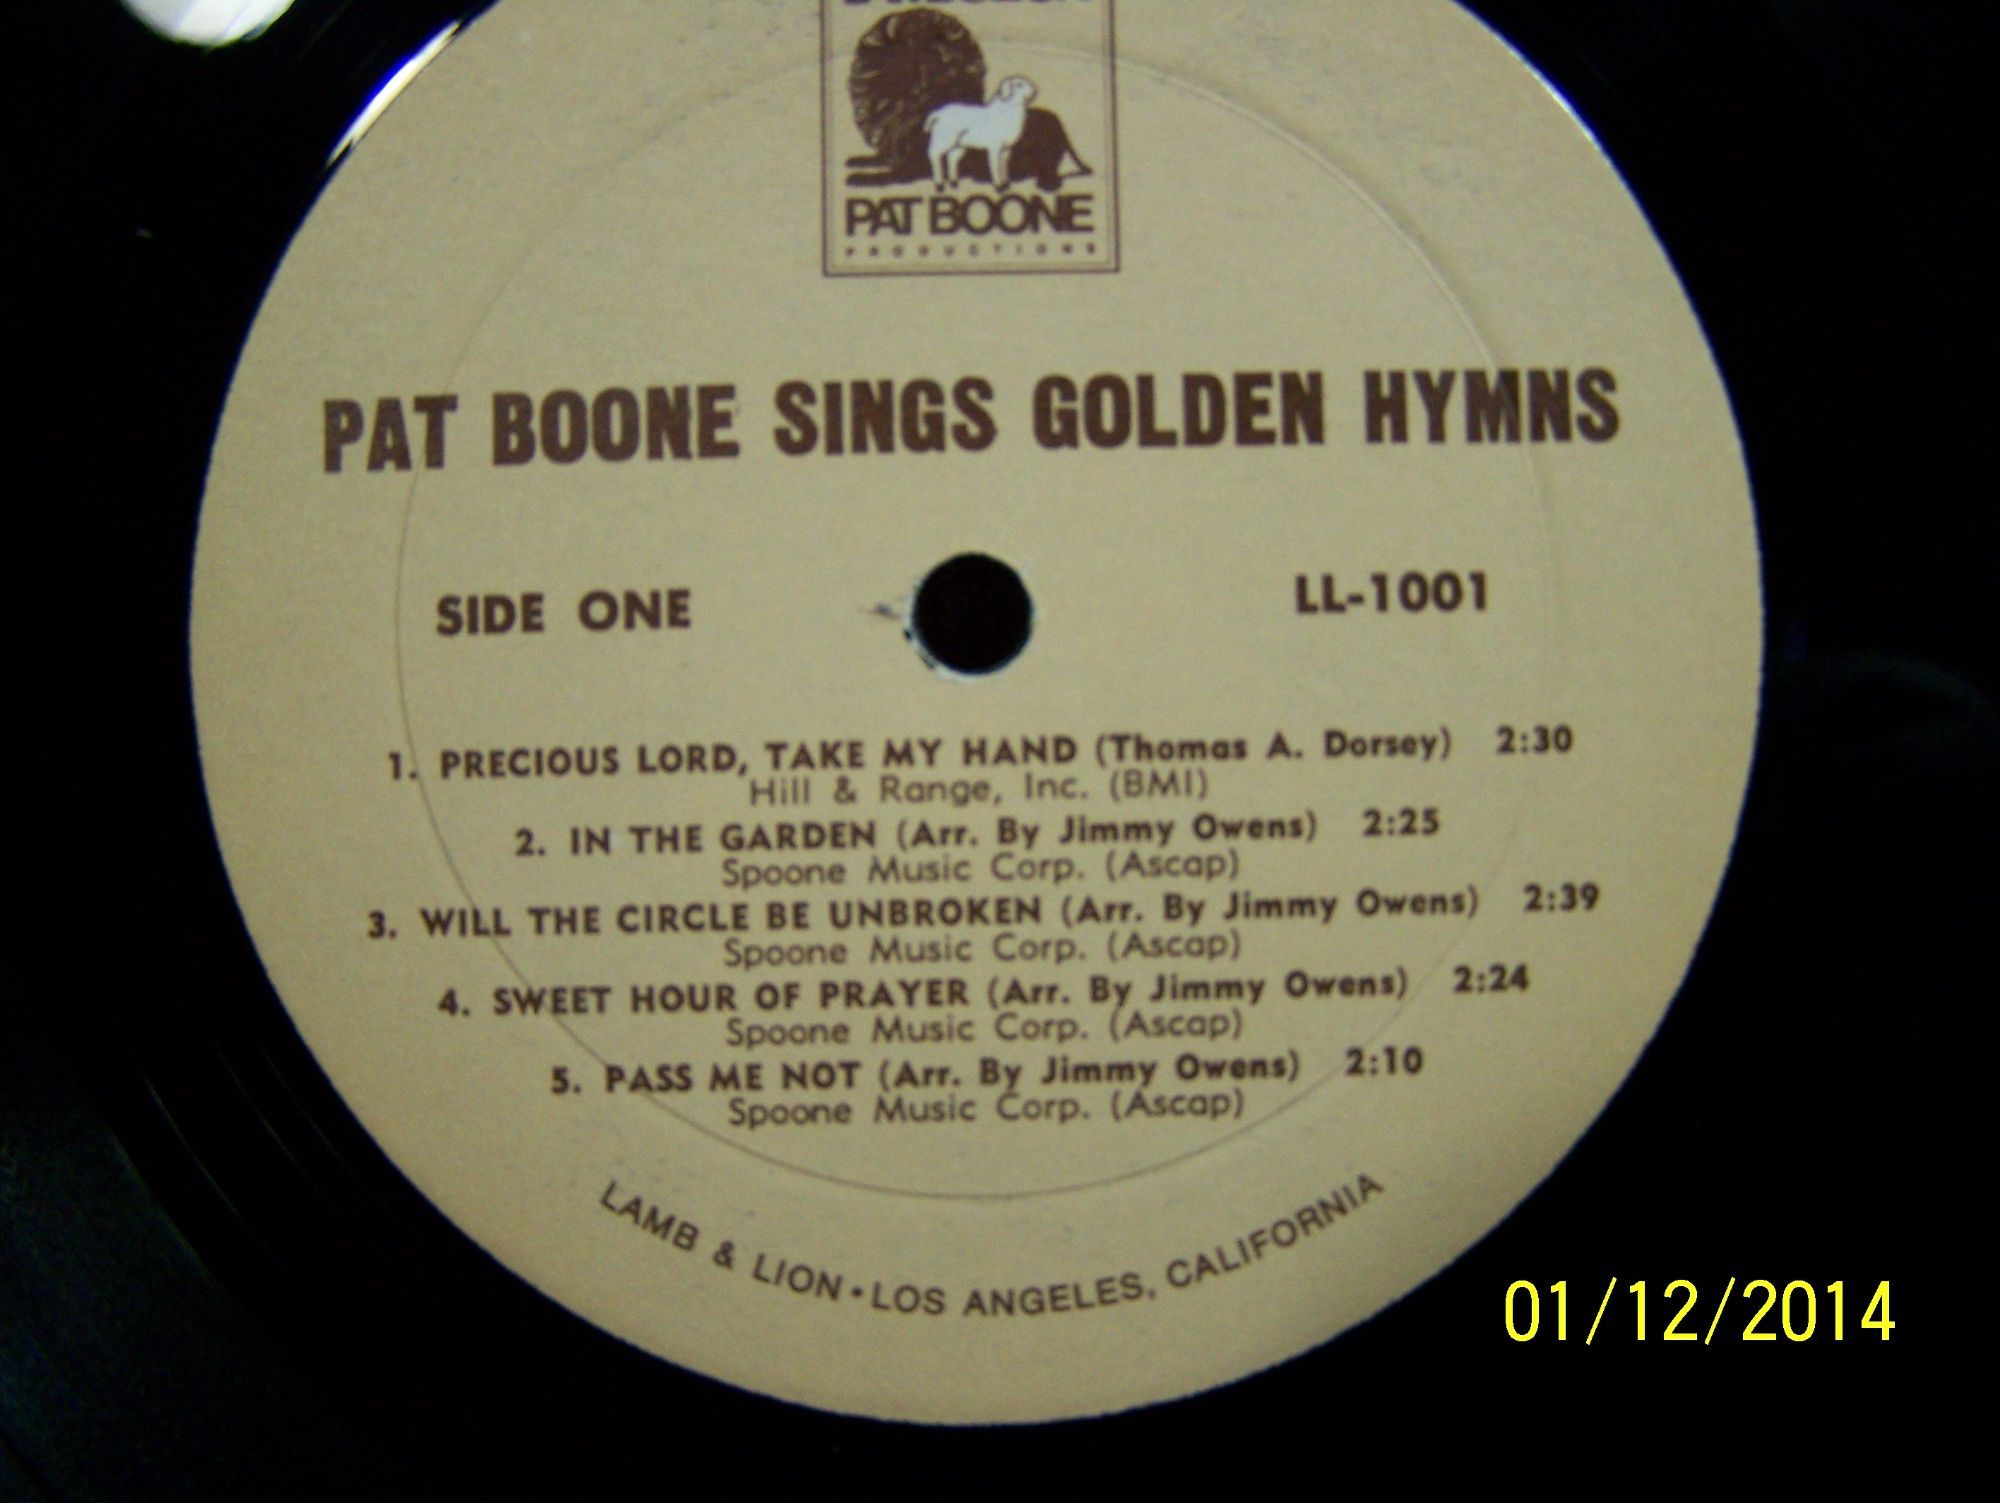 PAT BOONE
PRODUCTIONS
PAT BOONE SINGS GOLDEN HYMNS
SIDE ONE LL-1001
1. PRECIOUS LORD, TAKE MY HAND (Thomas A. Dorsey) 2:30
Hill & Range, Inc. (BMI)
2. IN THE GARDEN (Arr. By Jimmy Owens) 2:25
Spoone Music Corp. (Ascap)
3. WILL THE CIRCLE BE UNBROKEN (Arr. By Jimmy Owens) 2:39
Spoone Music Corp. (Ascap)
4. SWEET HOUR OF PRAYER (Arr. By Jimmy Owens) 2:24
Spoone Music Corp. (Ascap)
5. PASS ME NOT (Arr. By Jimmy Owens) 2:10
Spoone Music Corp. (Ascap)
LAMB & LION • LOS ANGELES, CALIFORNIA
01/12/2014